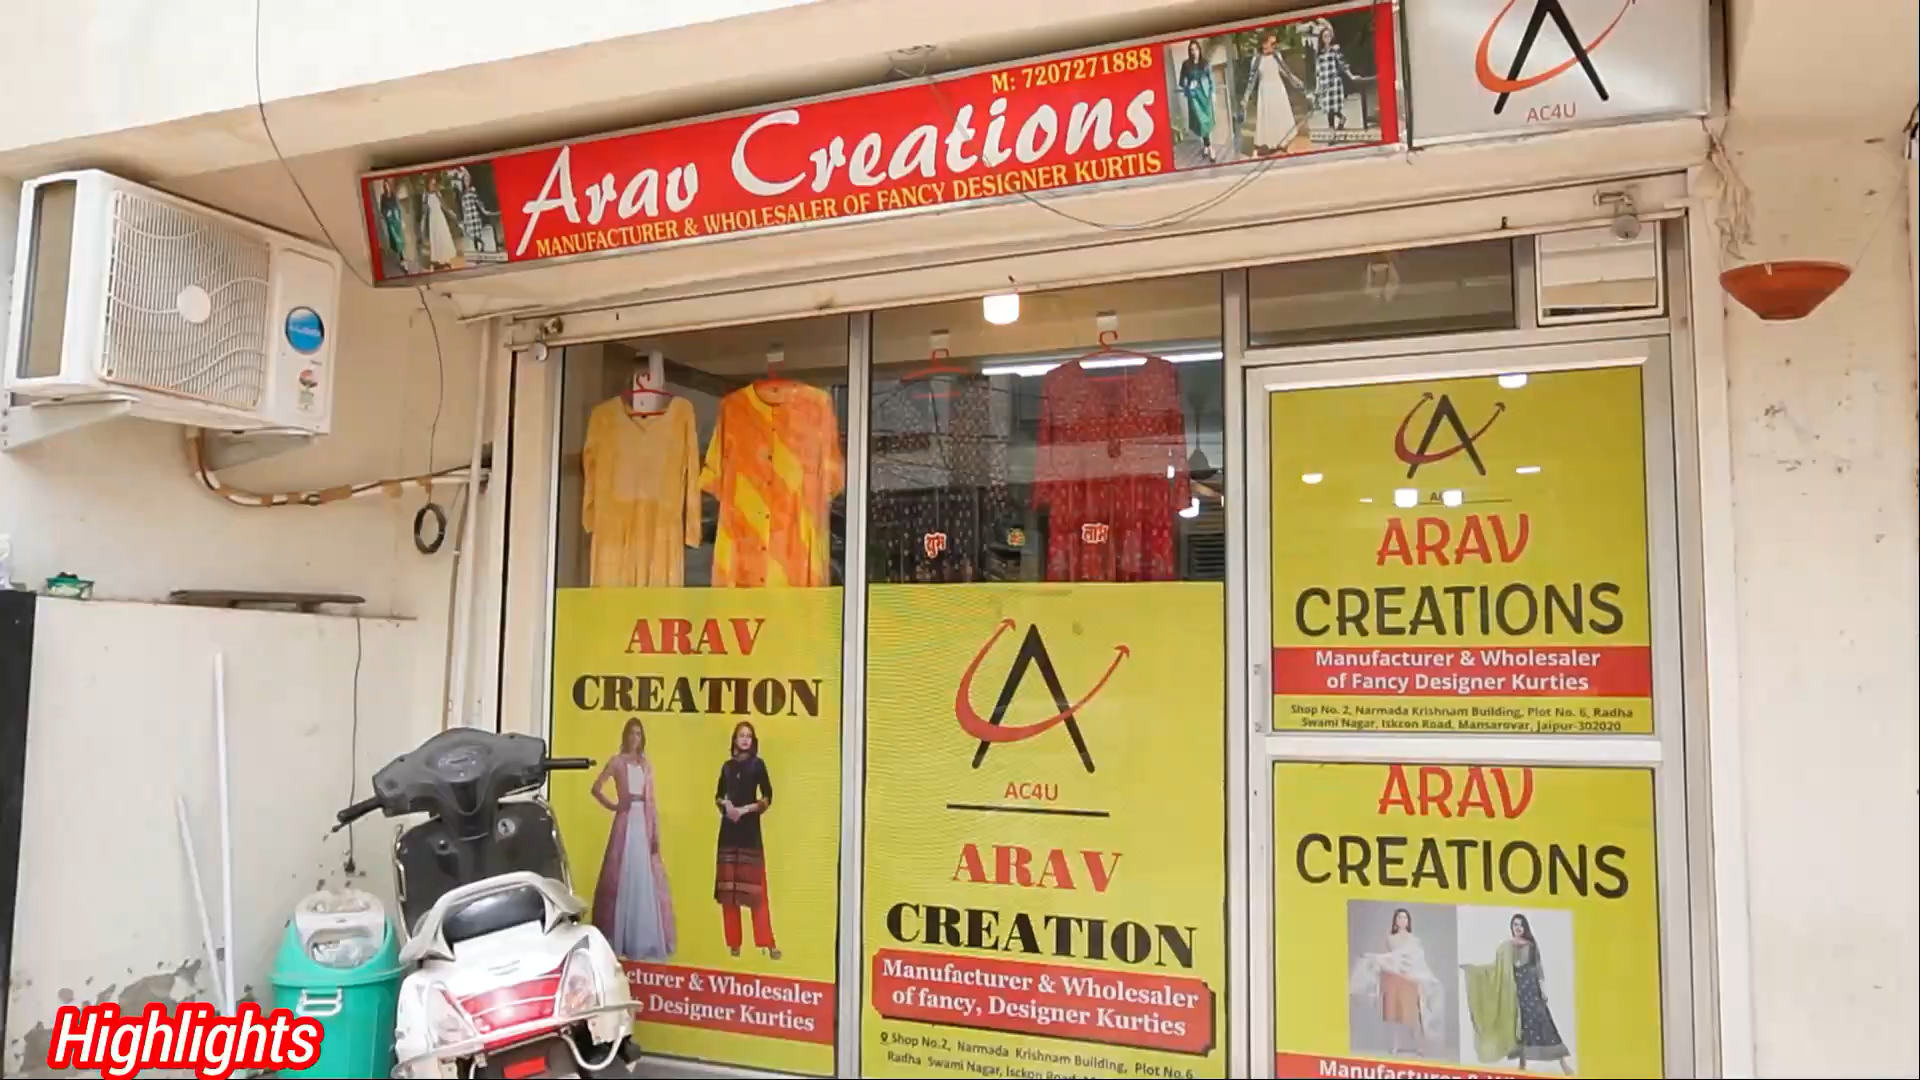 M: 7207271888
Arav Creations
MANUFACTURER & WHOLESALER OF FANCY DESIGNER KURTIS
AC4U
शुभ
लाभ
ARAV
CREATION
cturer & Wholesaler
Designer Kurties
AC4U
ARAV
CREATION
Manufacturer & Wholesaler
of fancy, Designer Kurties
Shop No.2, Narmada Krishnam Building, Plot No.6
Radha Swami Nagar, Isckon Road,
ARAV
CREATIONS
Manufacturer & Wholesaler
of Fancy Designer Kurties
Shop No. 2, Narmada Krishnam Building, Plot No. 6, Radha
Swami Nagar, Iskcon Road, Mansarovar, Jaipur-302020
ARAV
CREATIONS
Manufacturer &
Highlights